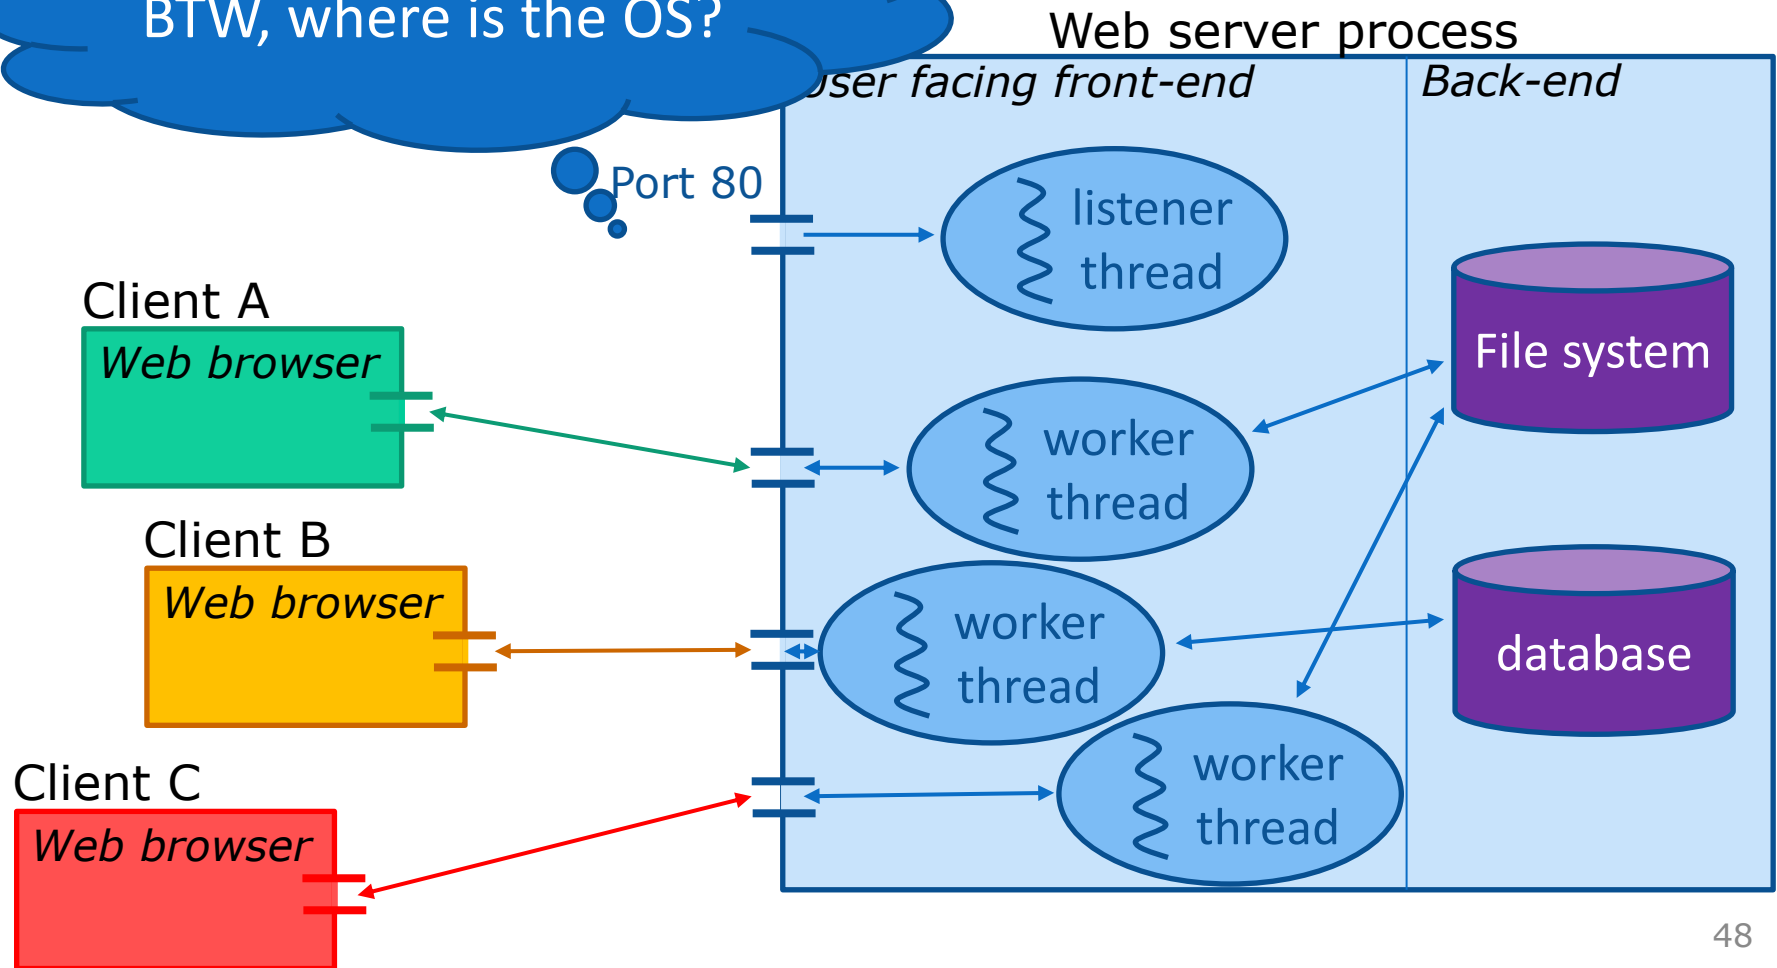 BTW, where is the OS?
Web server process
User facing front-end
Back-end
Port 80
listener
thread
Client A
Web browser
File system
worker
thread
Client B
Web browser
worker
thread
database
Client C
Web browser
worker
thread
48